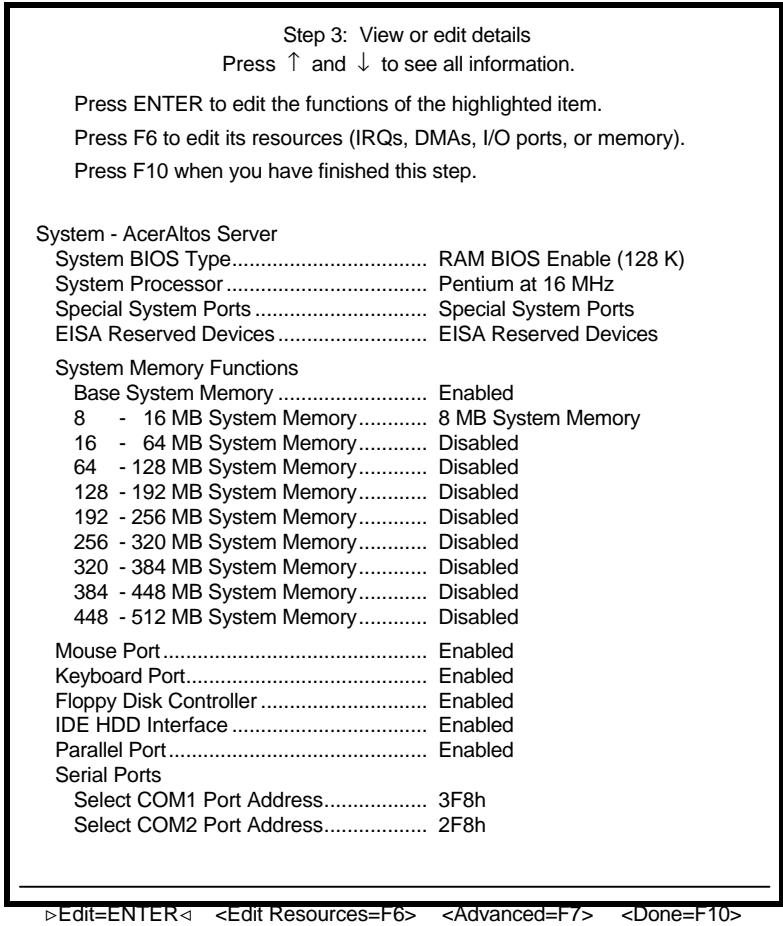 Step 3: View or edit details
Press ↑ and ↓ to see all information.
Press ENTER to edit the functions of the highlighted item.
Press F6 to edit its resources (IRQs, DMAs, I/O ports, or memory).
Press F10 when you have finished this step.
System - AcerAltos Server
System BIOS Type.................................. RAM BIOS Enable (128 K)
System Processor................................... Pentium at 16 MHz
Special System Ports.............................. Special System Ports
EISA Reserved Devices.......................... EISA Reserved Devices
System Memory Functions
Base System Memory.......................... Enabled
8 - 16 MB System Memory............ 8 MB System Memory
16 - 64 MB System Memory............ Disabled
64 - 128 MB System Memory............ Disabled
128 - 192 MB System Memory............ Disabled
192 - 256 MB System Memory............ Disabled
256 - 320 MB System Memory............ Disabled
320 - 384 MB System Memory............ Disabled
384 - 448 MB System Memory............ Disabled
448 - 512 MB System Memory............ Disabled
Mouse Port.............................................. Enabled
Keyboard Port.......................................... Enabled
Floppy Disk Controller............................. Enabled
IDE HDD Interface.................................. Enabled
Parallel Port............................................. Enabled
Serial Ports
Select COM1 Port Address.................. 3F8h
Select COM2 Port Address.................. 2F8h
▹Edit=ENTER◃ <Edit Resources=F6> <Advanced=F7> <Done=F10>